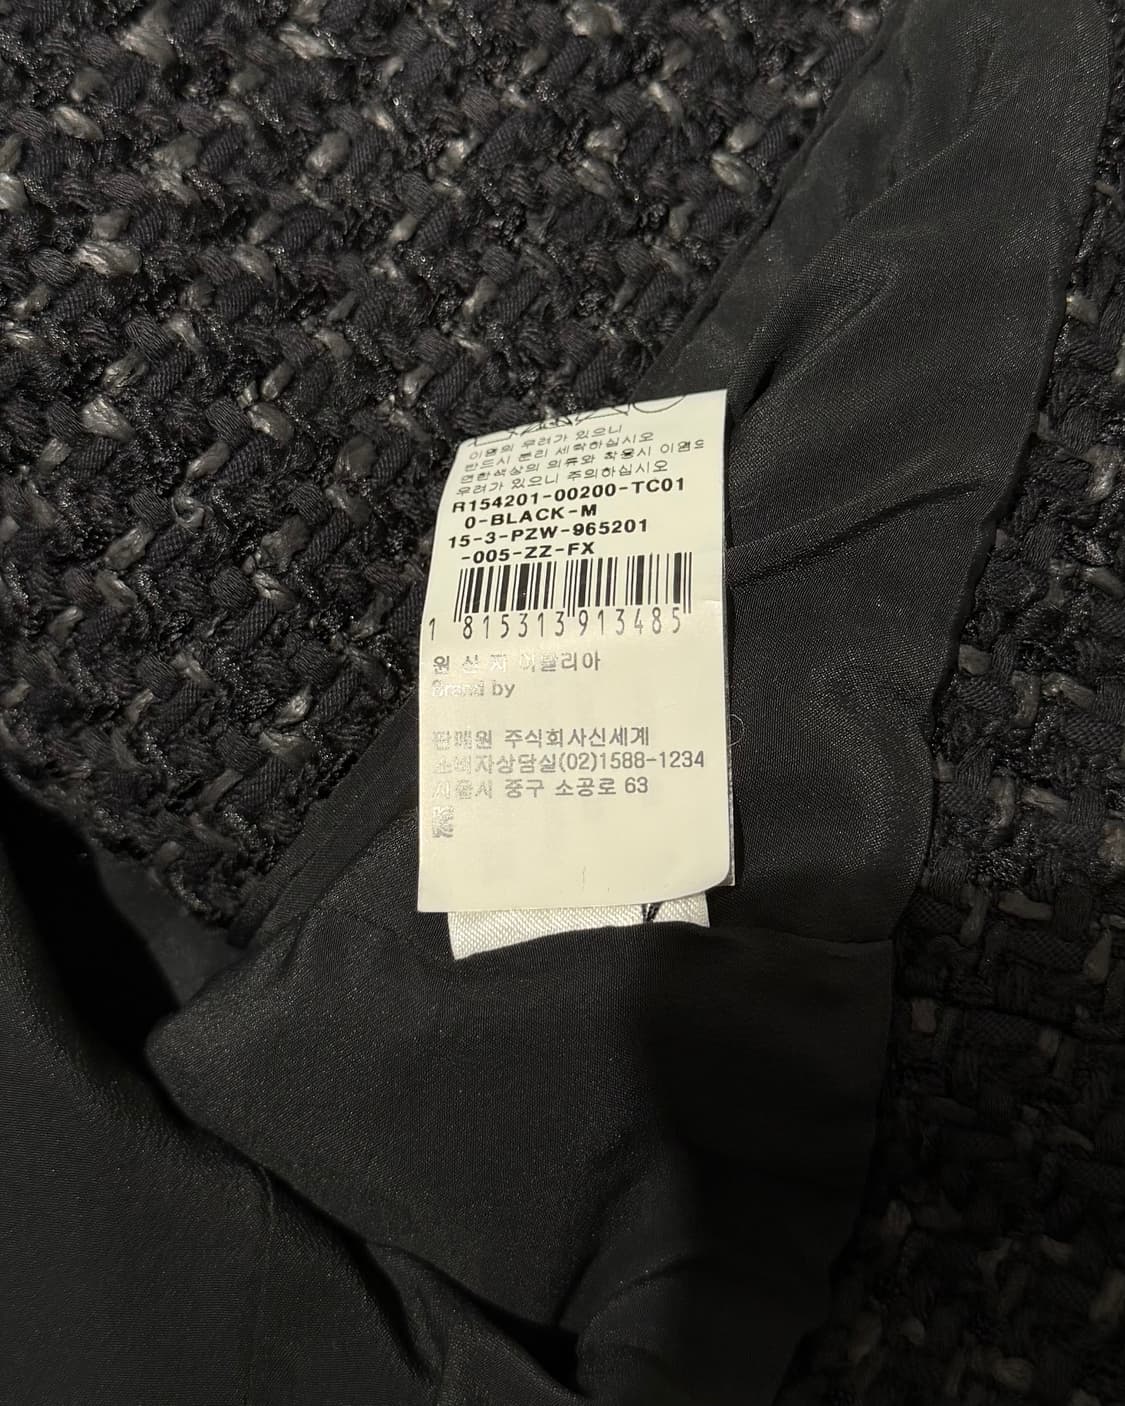 이염의 우려가 있으니
반드시 분리 세탁하십시오
연한색상의 의류와 착용시 이염의
우려가 있으니 주의하십시오
R154201-00200-TC01
0-BLACK-M
15-3-PZW-965201
-005-ZZ-FX
1 815313 913485
원 산 지 이탈리아
Brand by
판매원 주식회사신세계
소비자상담실(02)1588-1234
서울시 중구 소공로 63